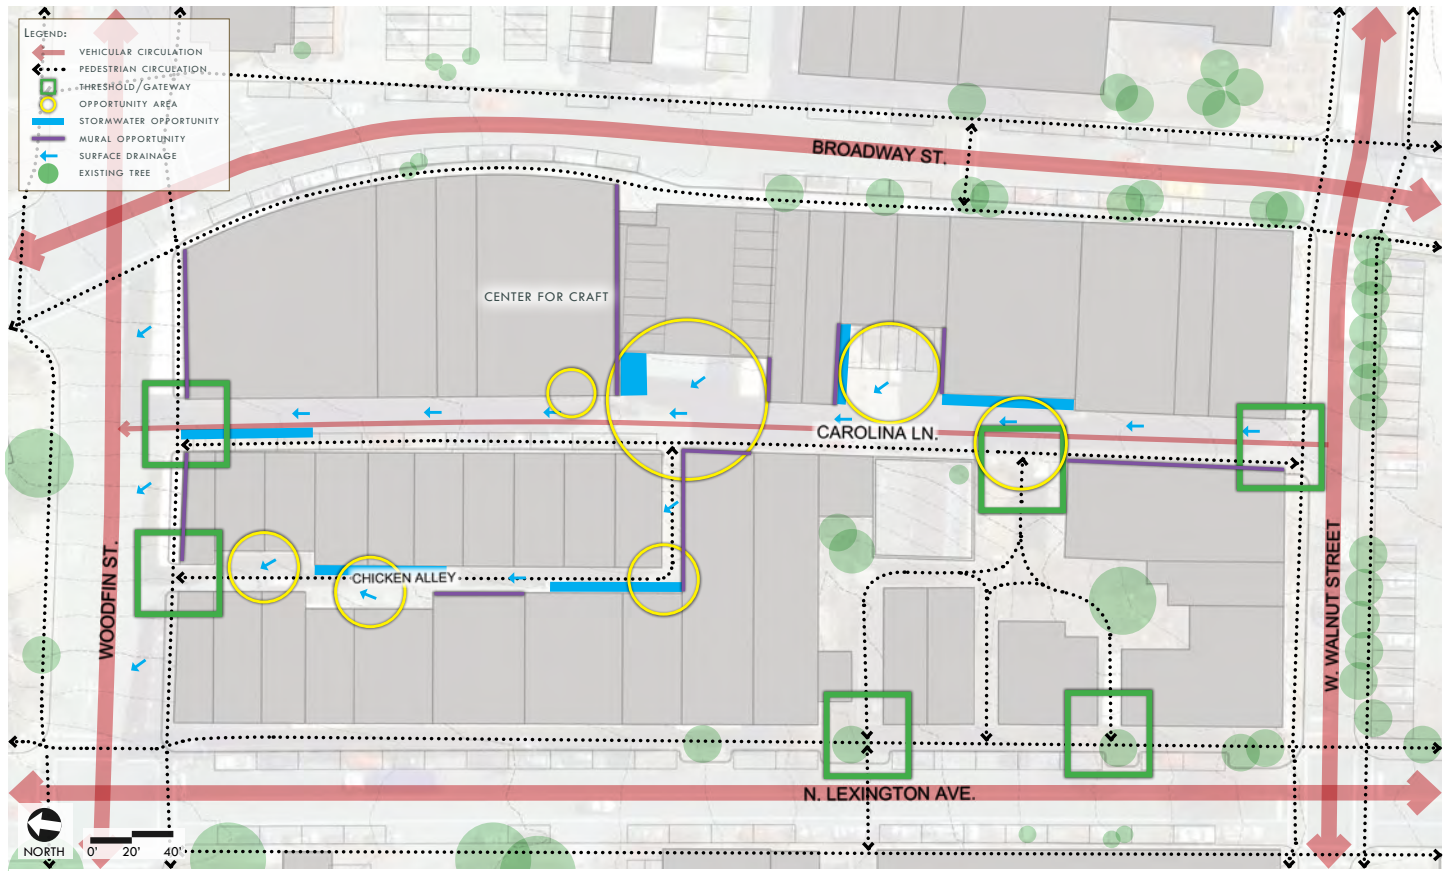 LEGEND:
VEHICULAR CIRCULATION
PEDESTRIAN CIRCULATION
THRESHOLD/GATEWAY
OPPORTUNITY AREA
STORMWATER OPPORTUNITY
MURAL OPPORTUNITY
SURFACE DRAINAGE
EXISTING TREE
BROADWAY ST.
CENTER FOR CRAFT
CAROLINA LN.
CHICKEN ALLEY
WOODFIN ST.
W. WALNUT STREET
N. LEXINGTON AVE.
NORTH
0' 20' 40'